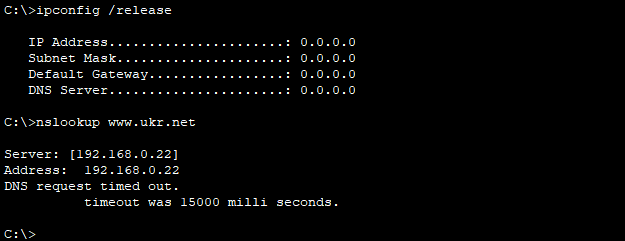 C:\>ipconfig /release
IP Address......................: 0.0.0.0
Subnet Mask.....................: 0.0.0.0
Default Gateway.................: 0.0.0.0
DNS Server......................: 0.0.0.0
C:\>nslookup www.ukr.net
Server: [192.168.0.22]
Address:  192.168.0.22
DNS request timed out.
timeout was 15000 milli seconds.
C:\>